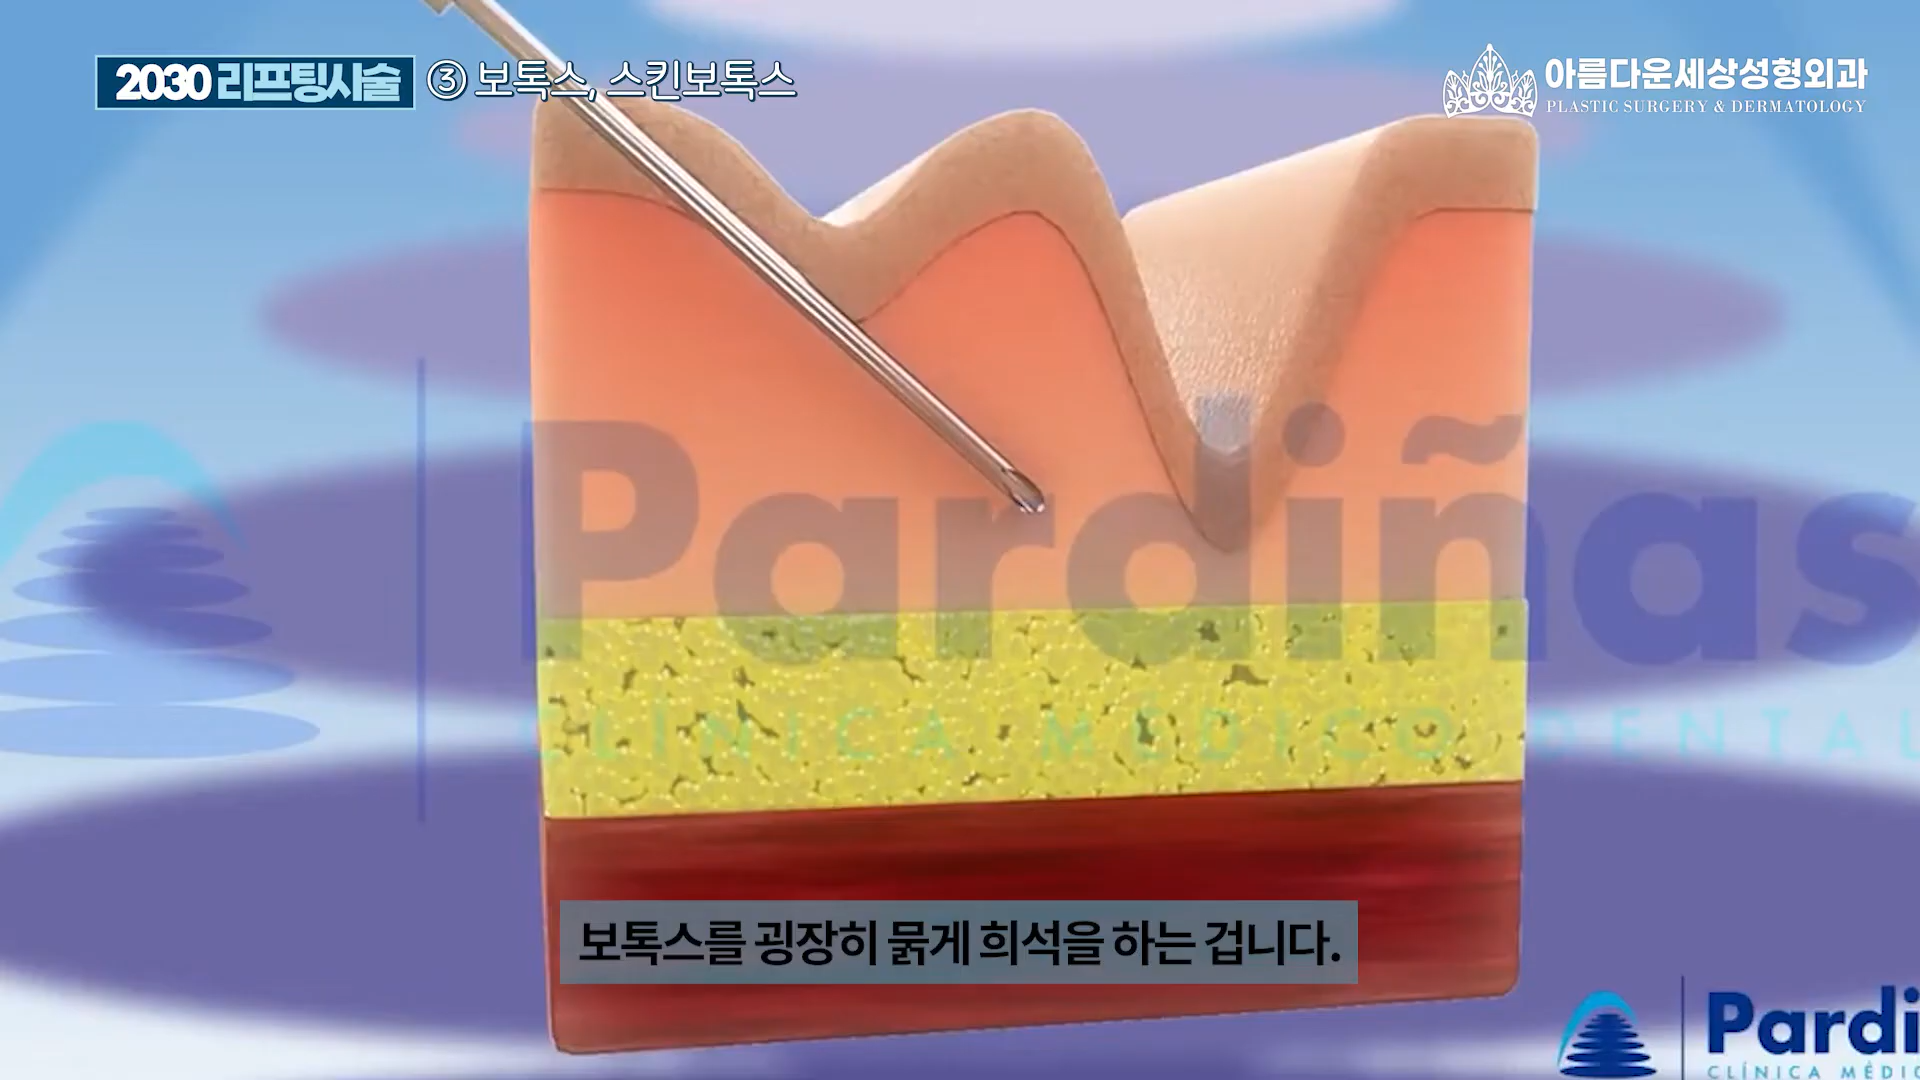 2030 리프팅시술 ③ 보톡스, 스킨보톡스
아름다운세상성형외과
PLASTIC SURGERY & DERMATOLOGY
Pardiñas
CLÍNICA MÉDICO DENTAL
보톡스를 굉장히 묽게 희석을 하는 겁니다.
Pardi
CLÍNICA MÉDIC